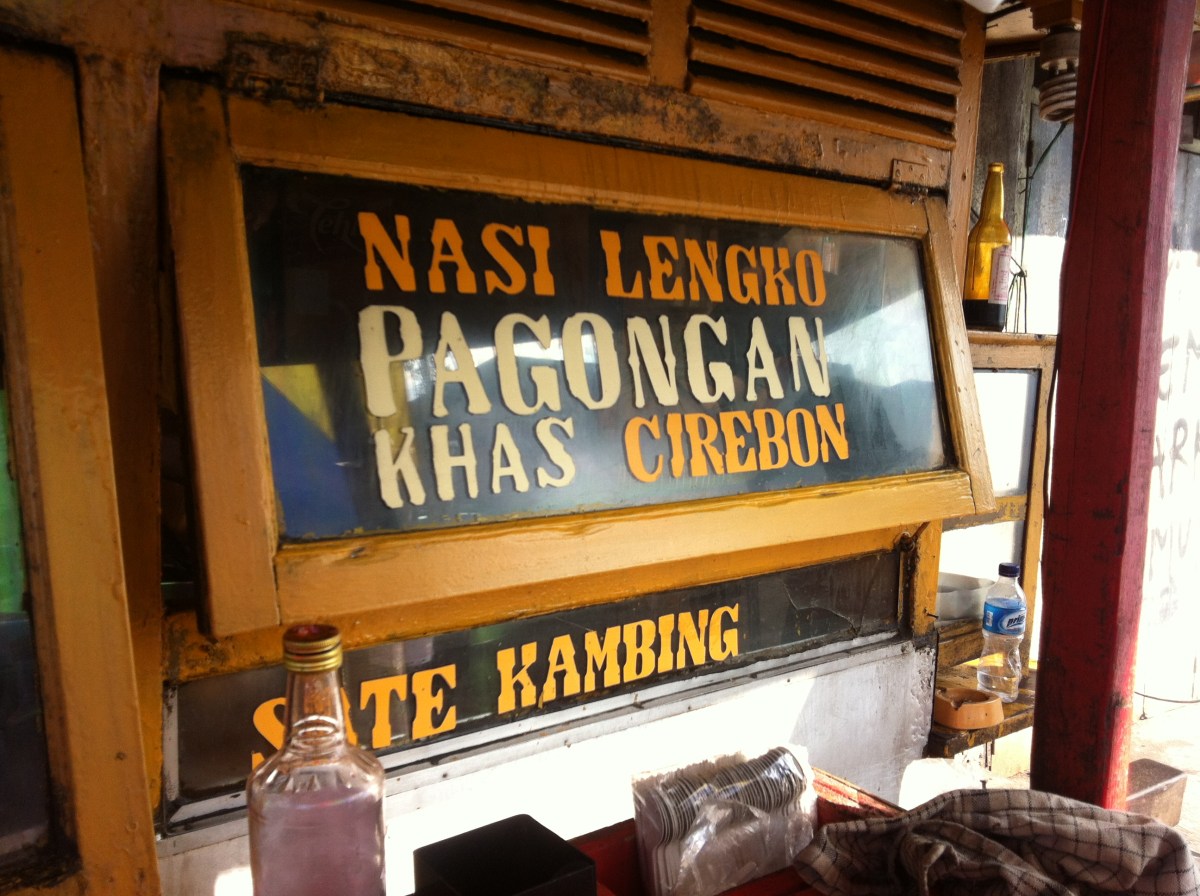 NASI LENGKO
PAGONGAN
KHAS CIREBON
SATE KAMBING